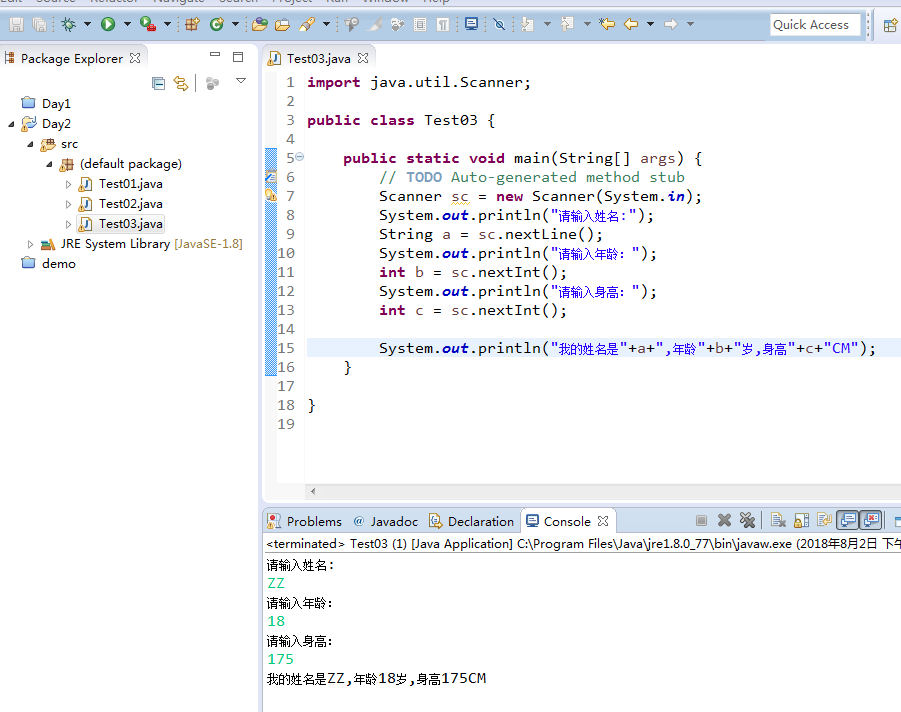 Edit Source Refactor Navigate Search Project Run Window Help
Quick Access
Package Explorer
Day1
Day2
src
(default package)
Test01.java
Test02.java
Test03.java
JRE System Library [JavaSE-1.8]
demo
Test03.java
1 import java.util.Scanner;
2
3 public class Test03 {
4
5 public static void main(String[] args) {
6 // TODO Auto-generated method stub
7 Scanner sc = new Scanner(System.in);
8 System.out.println("请输入姓名:");
9 String a = sc.nextLine();
10 System.out.println("请输入年龄：");
11 int b = sc.nextInt();
12 System.out.println("请输入身高：");
13 int c = sc.nextInt();
14
15 System.out.println("我的姓名是"+a+",年龄"+b+"岁,身高"+c+"CM");
16 }
17
18 }
19
Problems @ Javadoc Declaration Console
<terminated> Test03 (1) [Java Application] C:\Program Files\Java\jre1.8.0_77\bin\javaw.exe (2018年8月2日 下午
请输入姓名:
ZZ
请输入年龄：
18
请输入身高：
175
我的姓名是ZZ,年龄18岁,身高175CM